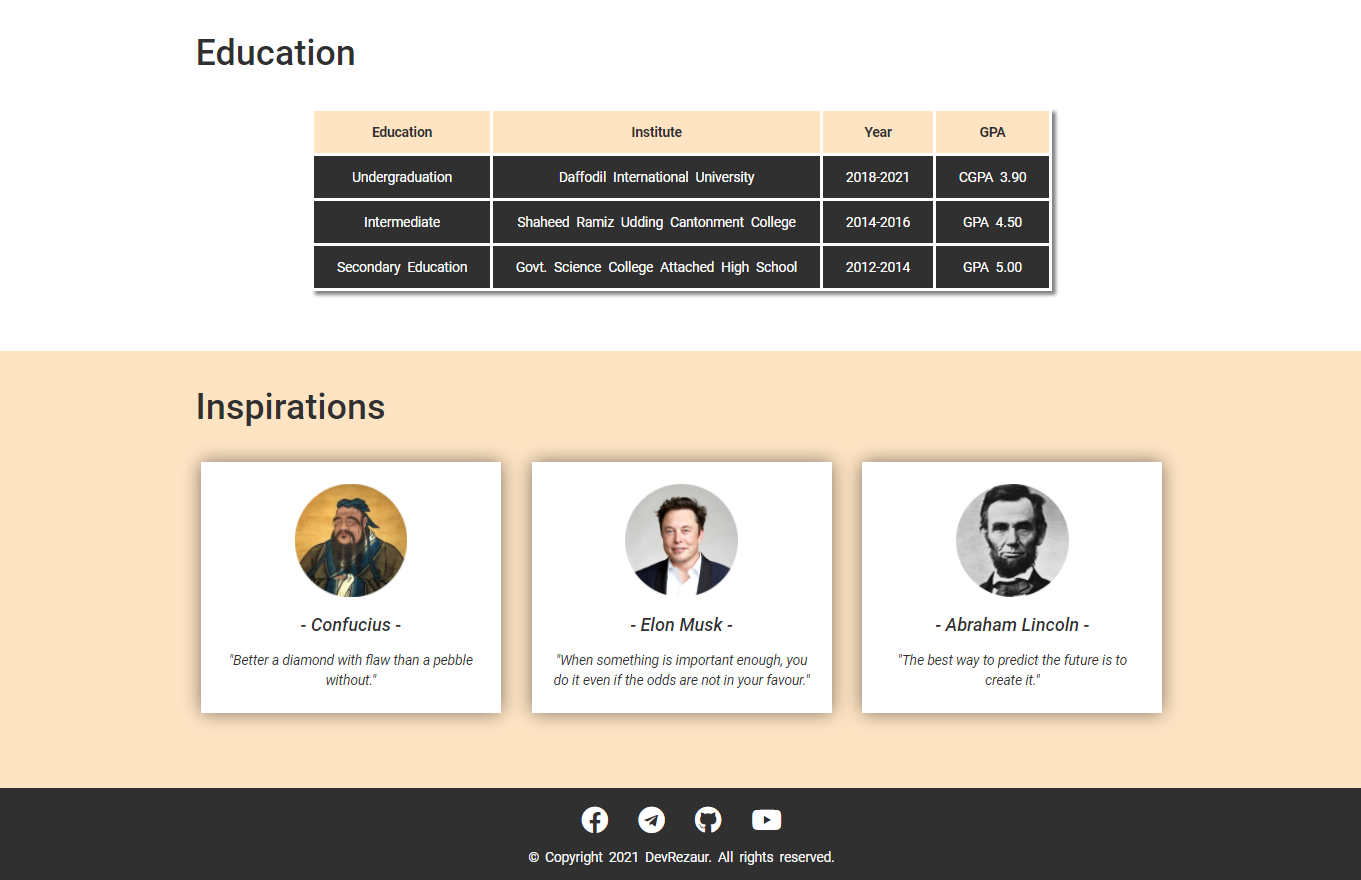 Education
Education Institute Year GPA
Undergraduation Daffodil International University 2018-2021 CGPA 3.90
Intermediate Shaheed Ramiz Udding Cantonment College 2014-2016 GPA 4.50
Secondary Education Govt. Science College Attached High School 2012-2014 GPA 5.00
Inspirations
- Confucius -
"Better a diamond with flaw than a pebble
without."
- Elon Musk -
"When something is important enough, you
do it even if the odds are not in your favour."
- Abraham Lincoln -
"The best way to predict the future is to
create it."
© Copyright 2021 DevRezaur. All rights reserved.